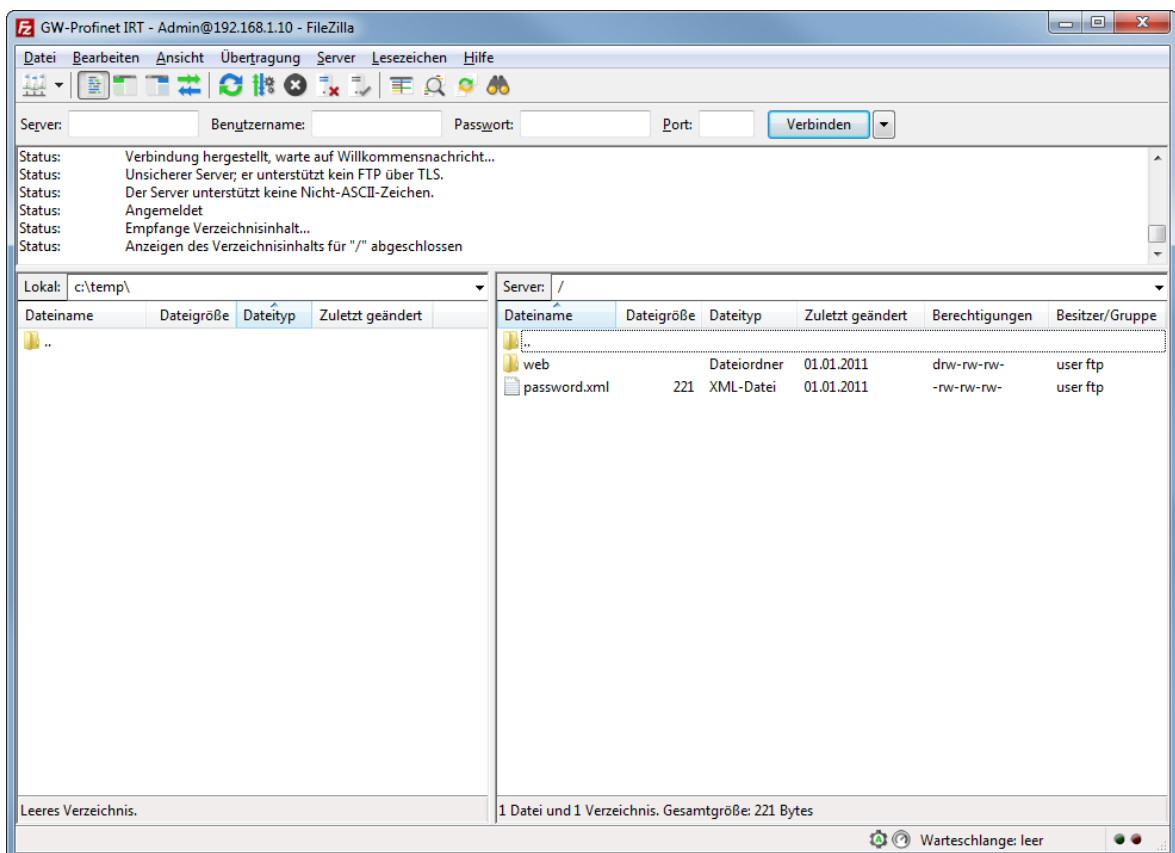 GW-Profinet IRT - Admin@192.168.1.10 - FileZilla
Datei Bearbeiten Ansicht Übertragung Server Lesezeichen Hilfe
Server: Benutzername: Passwort: Port: Verbinden
Status: Verbindung hergestellt, warte auf Willkommensnachricht...
Status: Unsicherer Server; er unterstützt kein FTP über TLS.
Status: Der Server unterstützt keine Nicht-ASCII-Zeichen.
Status: Angemeldet
Status: Empfange Verzeichnisinhalt...
Status: Anzeigen des Verzeichnisinhalts für "/" abgeschlossen
Lokal: c:\temp\
Dateiname Dateigröße Dateityp Zuletzt geändert
..
Leeres Verzeichnis.
Server: /
Dateiname Dateigröße Dateityp Zuletzt geändert Berechtigungen Besitzer/Gruppe
..
web Dateiordner 01.01.2011 drw-rw-rw- user ftp
password.xml 221 XML-Datei 01.01.2011 -rw-rw-rw- user ftp
1 Datei und 1 Verzeichnis. Gesamtgröße: 221 Bytes
Warteschlange: leer